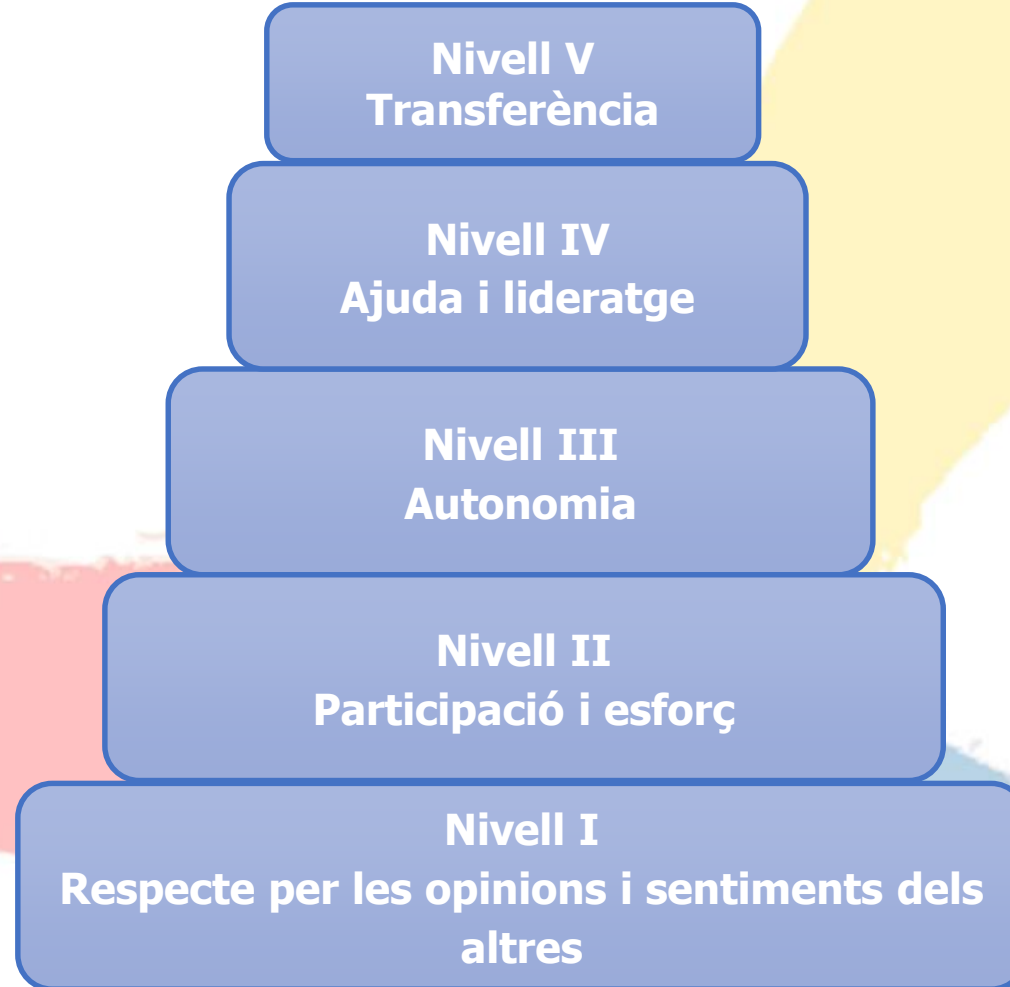 Nivell V
Transferència
Nivell IV
Ajuda i lideratge
Nivell III
Autonomia
Nivell II
Participació i esforç
Nivell I
Respecte per les opinions i sentiments dels
altres